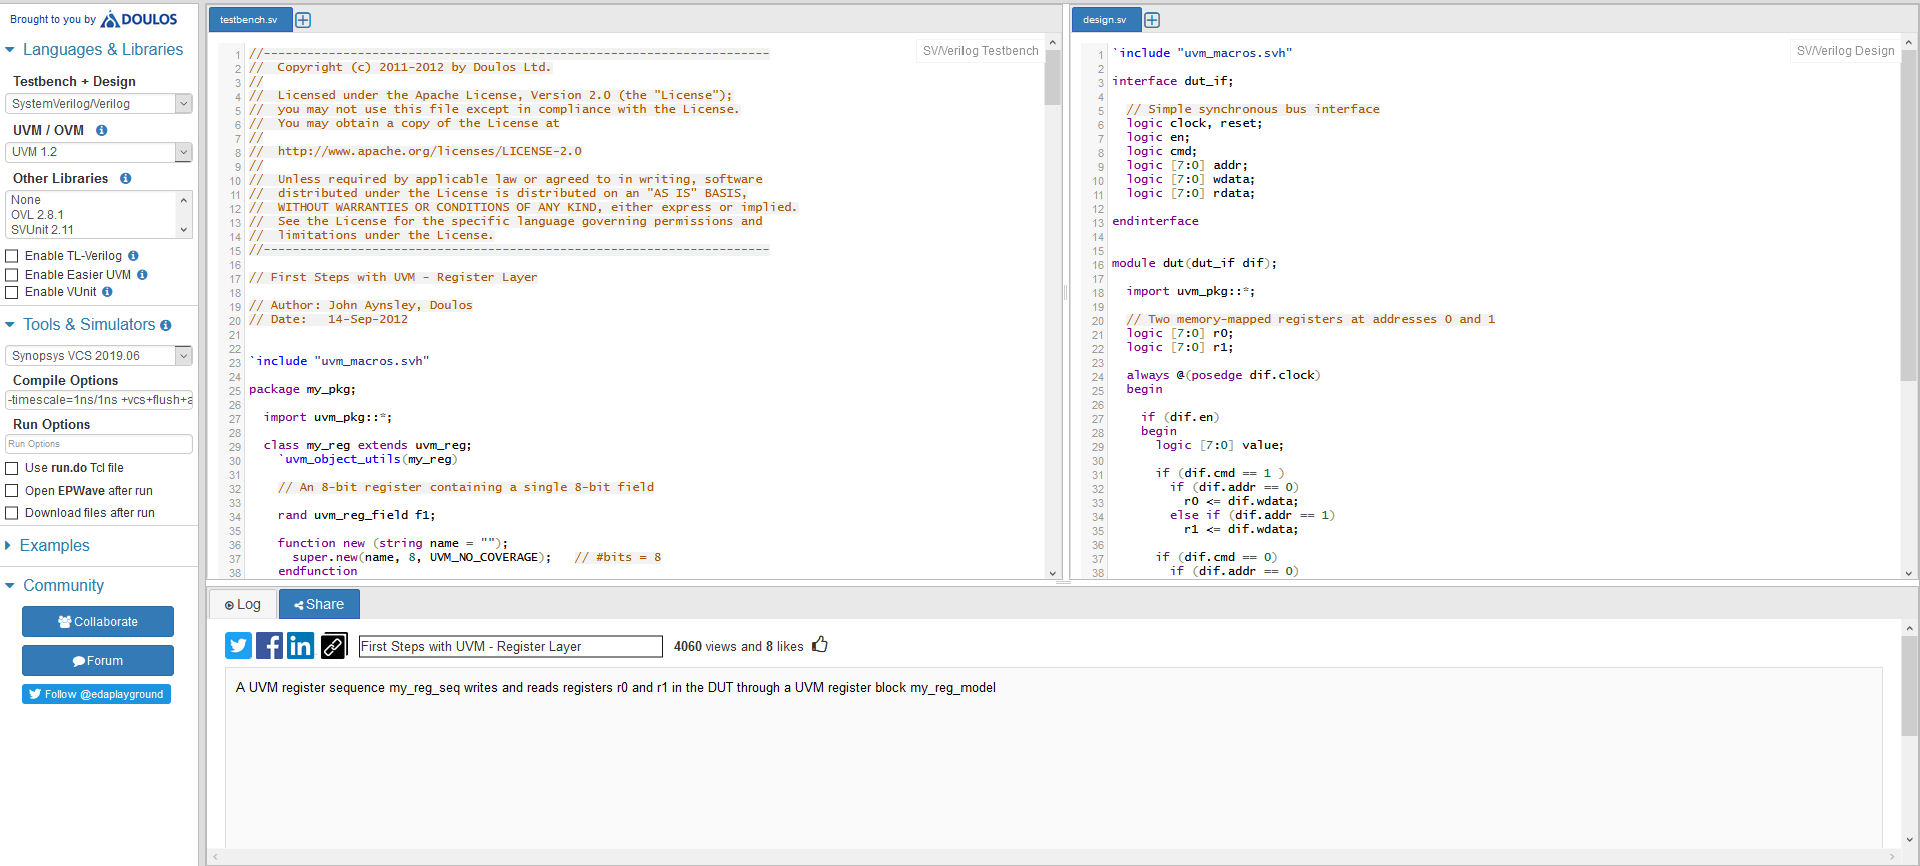 Brought to you by DOULOS
Languages & Libraries
Testbench + Design
SystemVerilog/Verilog
UVM / OVM
UVM 1.2
Other Libraries
None
OVL 2.8.1
SVUnit 2.11
Enable TL-Verilog
Enable Easier UVM
Enable VUnit
Tools & Simulators
Synopsys VCS 2019.06
Compile Options
-timescale=1ns/1ns +vcs+flush+a
Run Options
Run Options
Use run.do Tcl file
Open EPWave after run
Download files after run
Examples
Community
Collaborate
Forum
Follow @edaplayground
testbench.sv
SV/Verilog Testbench
1 //----------------------------------------------------------------------
2 //  Copyright (c) 2011-2012 by Doulos Ltd.
3 //
4 //  Licensed under the Apache License, Version 2.0 (the "License");
5 //  you may not use this file except in compliance with the License.
6 //  You may obtain a copy of the License at
7 //
8 //  http://www.apache.org/licenses/LICENSE-2.0
9 //
10 //  Unless required by applicable law or agreed to in writing, software
11 //  distributed under the License is distributed on an "AS IS" BASIS,
12 //  WITHOUT WARRANTIES OR CONDITIONS OF ANY KIND, either express or implied.
13 //  See the License for the specific language governing permissions and
14 //  limitations under the License.
15 //----------------------------------------------------------------------
16
17 // First Steps with UVM - Register Layer
18
19 // Author: John Aynsley, Doulos
20 // Date:   14-Sep-2012
21
22
23 `include "uvm_macros.svh"
24
25 package my_pkg;
26
27   import uvm_pkg::*;
28
29   class my_reg extends uvm_reg;
30     `uvm_object_utils(my_reg)
31
32     // An 8-bit register containing a single 8-bit field
33
34     rand uvm_reg_field f1;
35
36     function new (string name = "");
37       super.new(name, 8, UVM_NO_COVERAGE);   // #bits = 8
38     endfunction
design.sv
SV/Verilog Design
1 `include "uvm_macros.svh"
2
3 interface dut_if;
4
5   // Simple synchronous bus interface
6   logic clock, reset;
7   logic en;
8   logic cmd;
9   logic [7:0] addr;
10   logic [7:0] wdata;
11   logic [7:0] rdata;
12
13 endinterface
14
15
16 module dut(dut_if dif);
17
18   import uvm_pkg::*;
19
20   // Two memory-mapped registers at addresses 0 and 1
21   logic [7:0] r0;
22   logic [7:0] r1;
23
24   always @(posedge dif.clock)
25   begin
26
27     if (dif.en)
28     begin
29       logic [7:0] value;
30
31       if (dif.cmd == 1 )
32         if (dif.addr == 0)
33           r0 <= dif.wdata;
34         else if (dif.addr == 1)
35           r1 <= dif.wdata;
36
37       if (dif.cmd == 0)
38         if (dif.addr == 0)
Log
Share
First Steps with UVM - Register Layer
4060 views and 8 likes
A UVM register sequence my_reg_seq writes and reads registers r0 and r1 in the DUT through a UVM register block my_reg_model